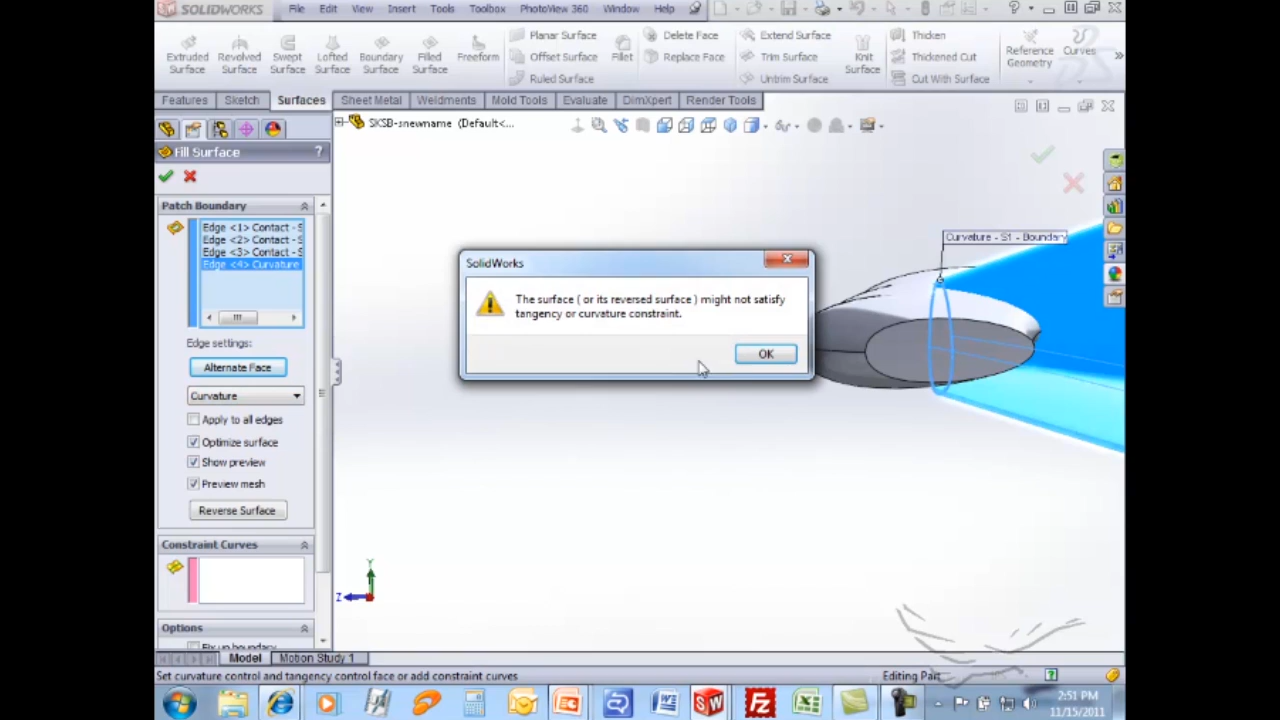 SOLIDWORKS File Edit View Insert Tools Toolbox PhotoView 360 Window Help
Extruded Surface
Revolved Surface
Swept Surface
Lofted Surface
Boundary Surface
Filled Surface
Freeform
Planar Surface
Offset Surface
Ruled Surface
Fillet
Delete Face
Replace Face
Extend Surface
Trim Surface
Untrim Surface
Knit Surface
Thicken
Thickened Cut
Cut With Surface
Reference Geometry
Curves
Features Sketch Surfaces Sheet Metal Weldments Mold Tools Evaluate DimXpert Render Tools
SKSB-snewname (Default<...
Fill Surface ?
Patch Boundary
Edge <1> Contact - S
Edge <2> Contact - S
Edge <3> Contact - S
Edge <4> Curvature
Edge settings:
Alternate Face
Curvature
Apply to all edges
Optimize surface
Show preview
Preview mesh
Reverse Surface
Constraint Curves
Options
Fix up boundary
Curvature - S1 - Boundary
SolidWorks
The surface ( or its reversed surface ) might not satisfy
tangency or curvature constraint.
OK
Y
Z
Model Motion Study 1
Set curvature control and tangency control face or add constraint curves
Editing Part
2:51 PM
11/15/2011